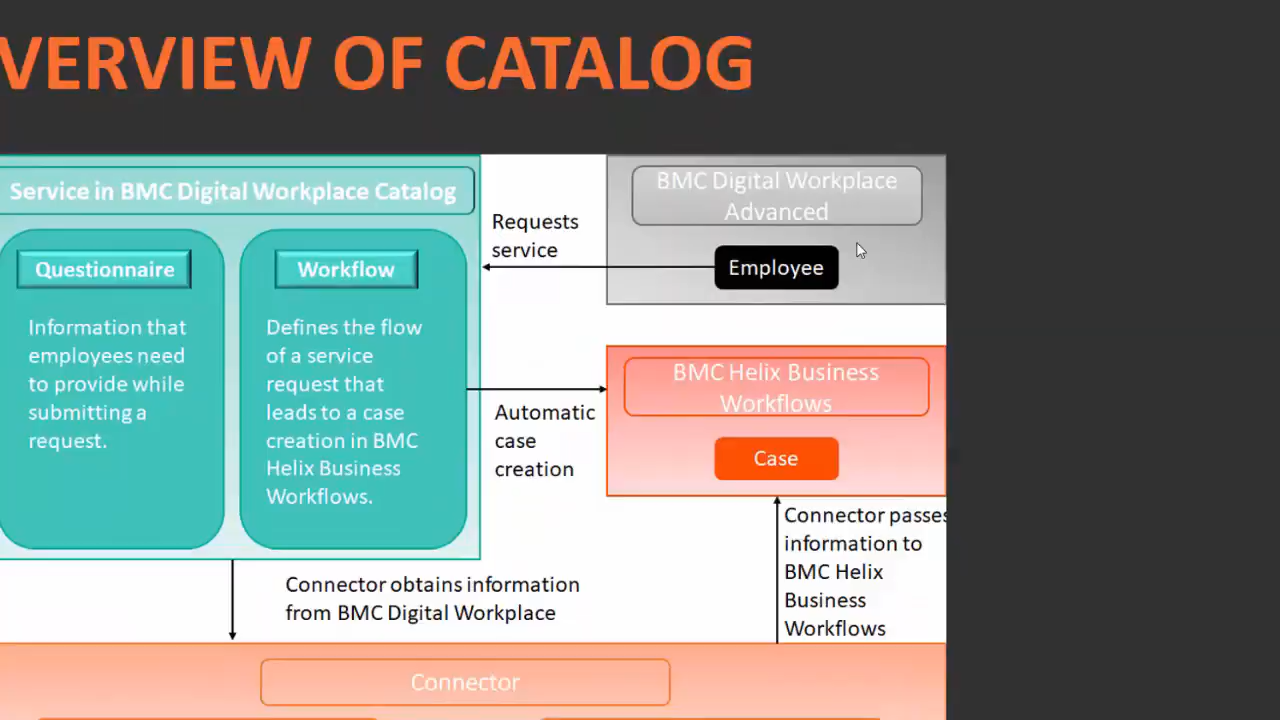 VERVIEW OF CATALOG
Service in BMC Digital Workplace Catalog
Questionnaire
Information that
employees need
to provide while
submitting a
request.
Workflow
Defines the flow
of a service
request that
leads to a case
creation in BMC
Helix Business
Workflows.
Requests
service
BMC Digital Workplace
Advanced
Employee
Automatic
case
creation
BMC Helix Business
Workflows
Case
Connector obtains information
from BMC Digital Workplace
Connector passes
information to
BMC Helix
Business
Workflows
Connector